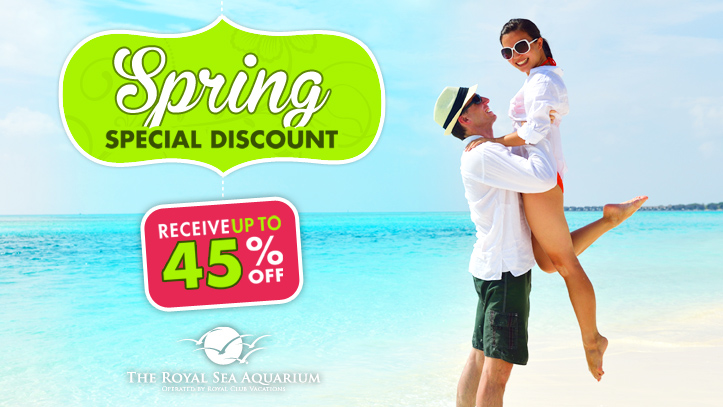 Spring
SPECIAL DISCOUNT
RECEIVE UP TO
45% OFF
THE ROYAL SEA AQUARIUM
OPERATED BY ROYAL CLUB VACATIONS